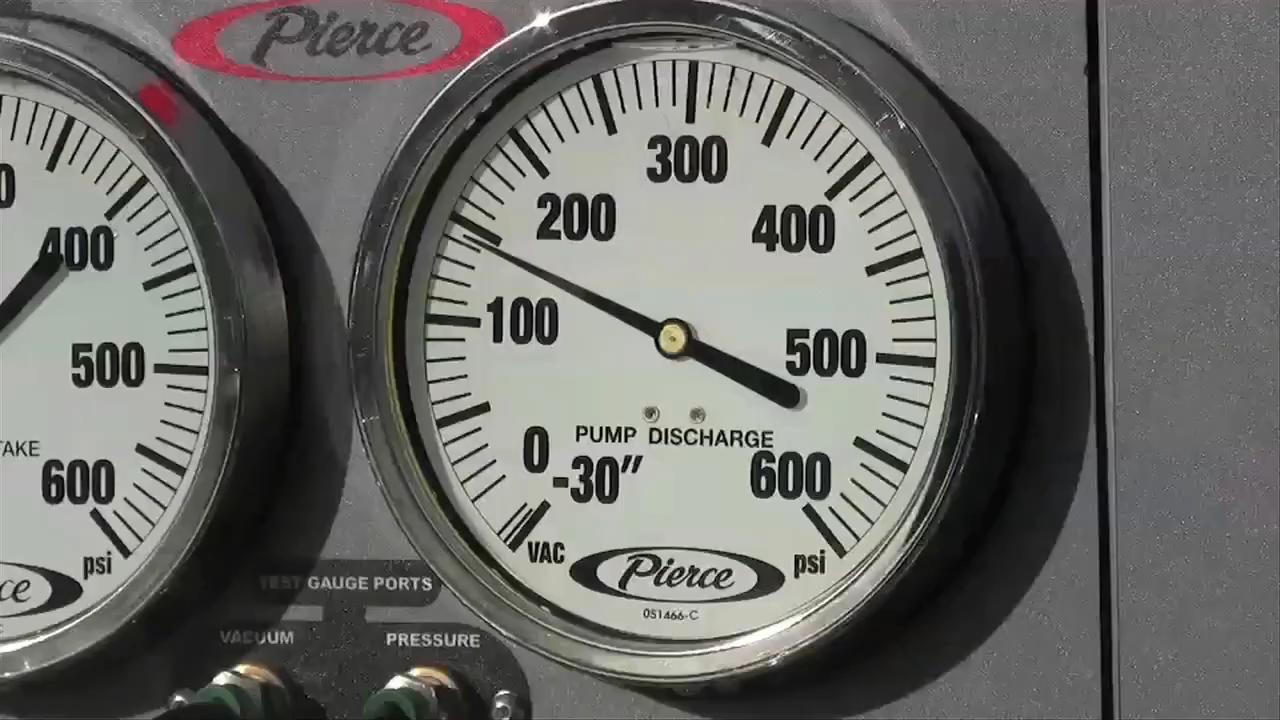 Pierce
300
200
400
400
100
500
500
PUMP DISCHARGE
0
-30"
600
600
psi
VAC
psi
Pierce
051466-C
TEST GAUGE PORTS
VACUUM
PRESSURE